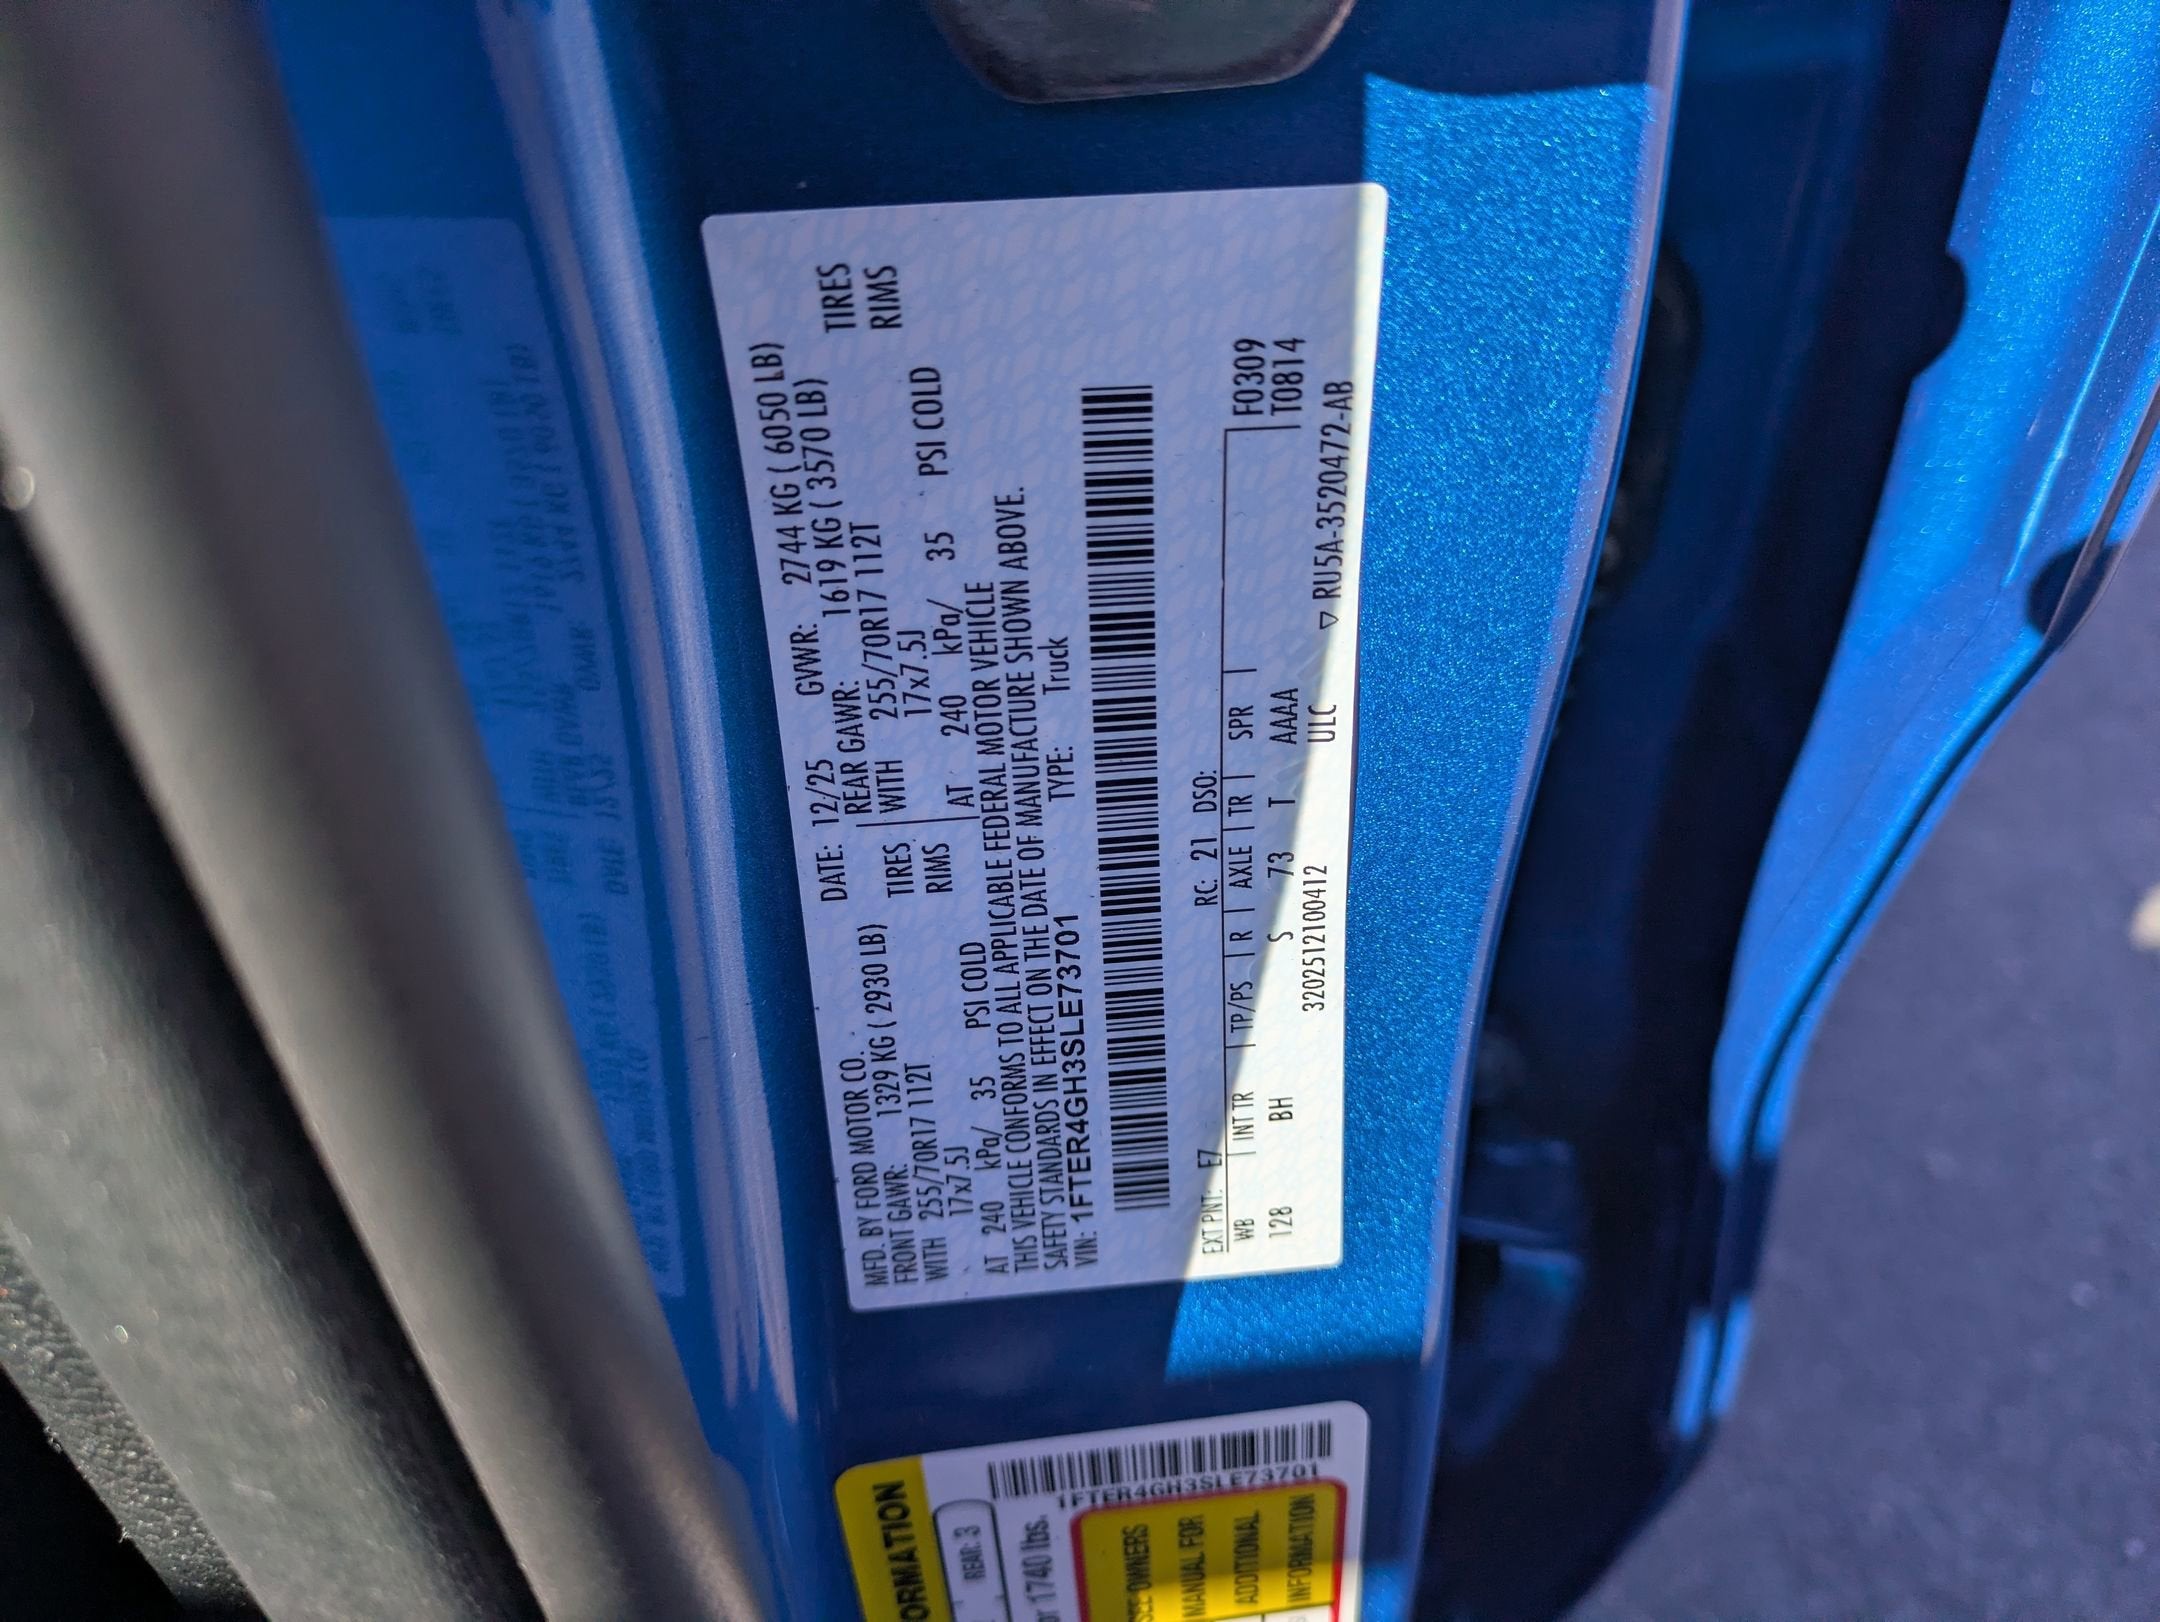 MFD. BY FORD MOTOR CO.
DATE: 12/25 GVWR: 2744 KG ( 6050 LB)
FRONT GAWR: 1329 KG ( 2930 LB) REAR GAWR: 1619 KG ( 3570 LB)
WITH 255/70R17 112T TIRES WITH 255/70R17 112T TIRES
17x7.5J RIMS 17x7.5J RIMS
AT 240 kPa/ 35 PSI COLD AT 240 kPa/ 35 PSI COLD
THIS VEHICLE CONFORMS TO ALL APPLICABLE FEDERAL MOTOR VEHICLE
SAFETY STANDARDS IN EFFECT ON THE DATE OF MANUFACTURE SHOWN ABOVE.
VIN: 1FTER4GH3SLE73701 TYPE: Truck
EXT PNT: E7 RC: 21 DSO: F0309
WB | INT TR | TP/PS | R | AXLE | TR | SPR | T0814
128 BH S 73 T AAAA
3202512100412 ULC ▽ RU5A-3520472-AB
ORMATION
REAR: 3
1740 lbs.
1FTER4GH3SLE73701
SEE OWNERS
MANUAL FOR
ADDITIONAL
INFORMATION